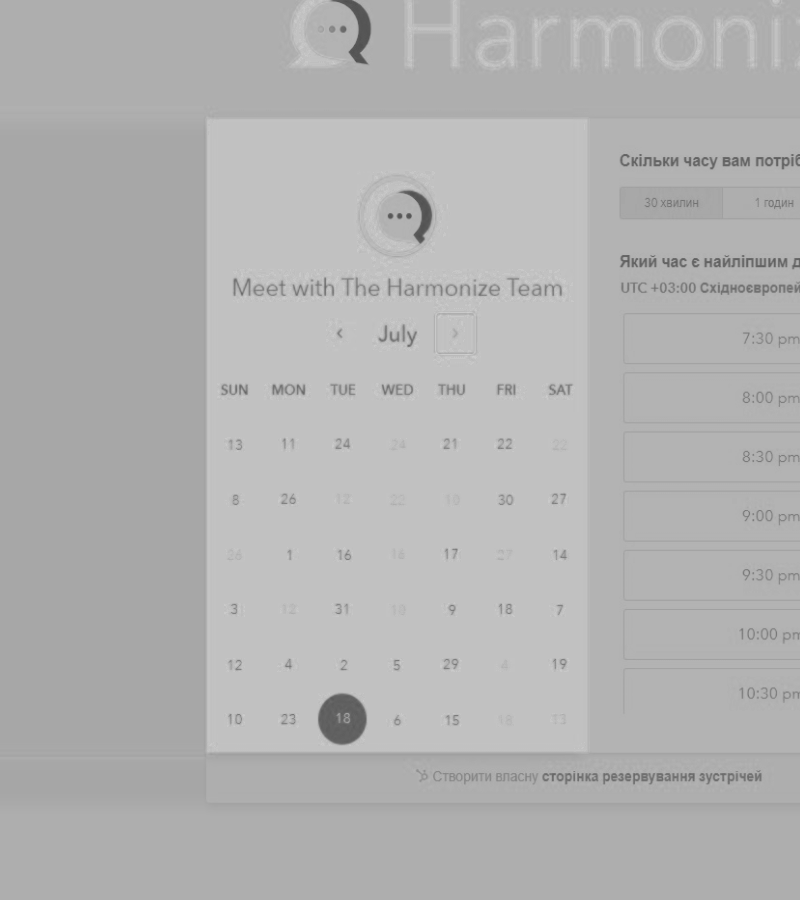 Harmoni
Meet with The Harmonize Team
‹ July ›
SUN MON TUE WED THU FRI SAT
13 11 24 24 21 22 22
8 26 12 22 19 30 27
26 1 16 16 17 27 14
3 12 31 10 9 18 7
12 4 2 5 29 4 19
10 23 18 6 15 18 13
Скільки часу вам потріб
30 хвилин 1 годин
Який час є найліпшим д
UTC +03:00 Східноєвропей
7:30 pm
8:00 pm
8:30 pm
9:00 pm
9:30 pm
10:00 pm
10:30 pm
Створити власну сторінка резервування зустрічей